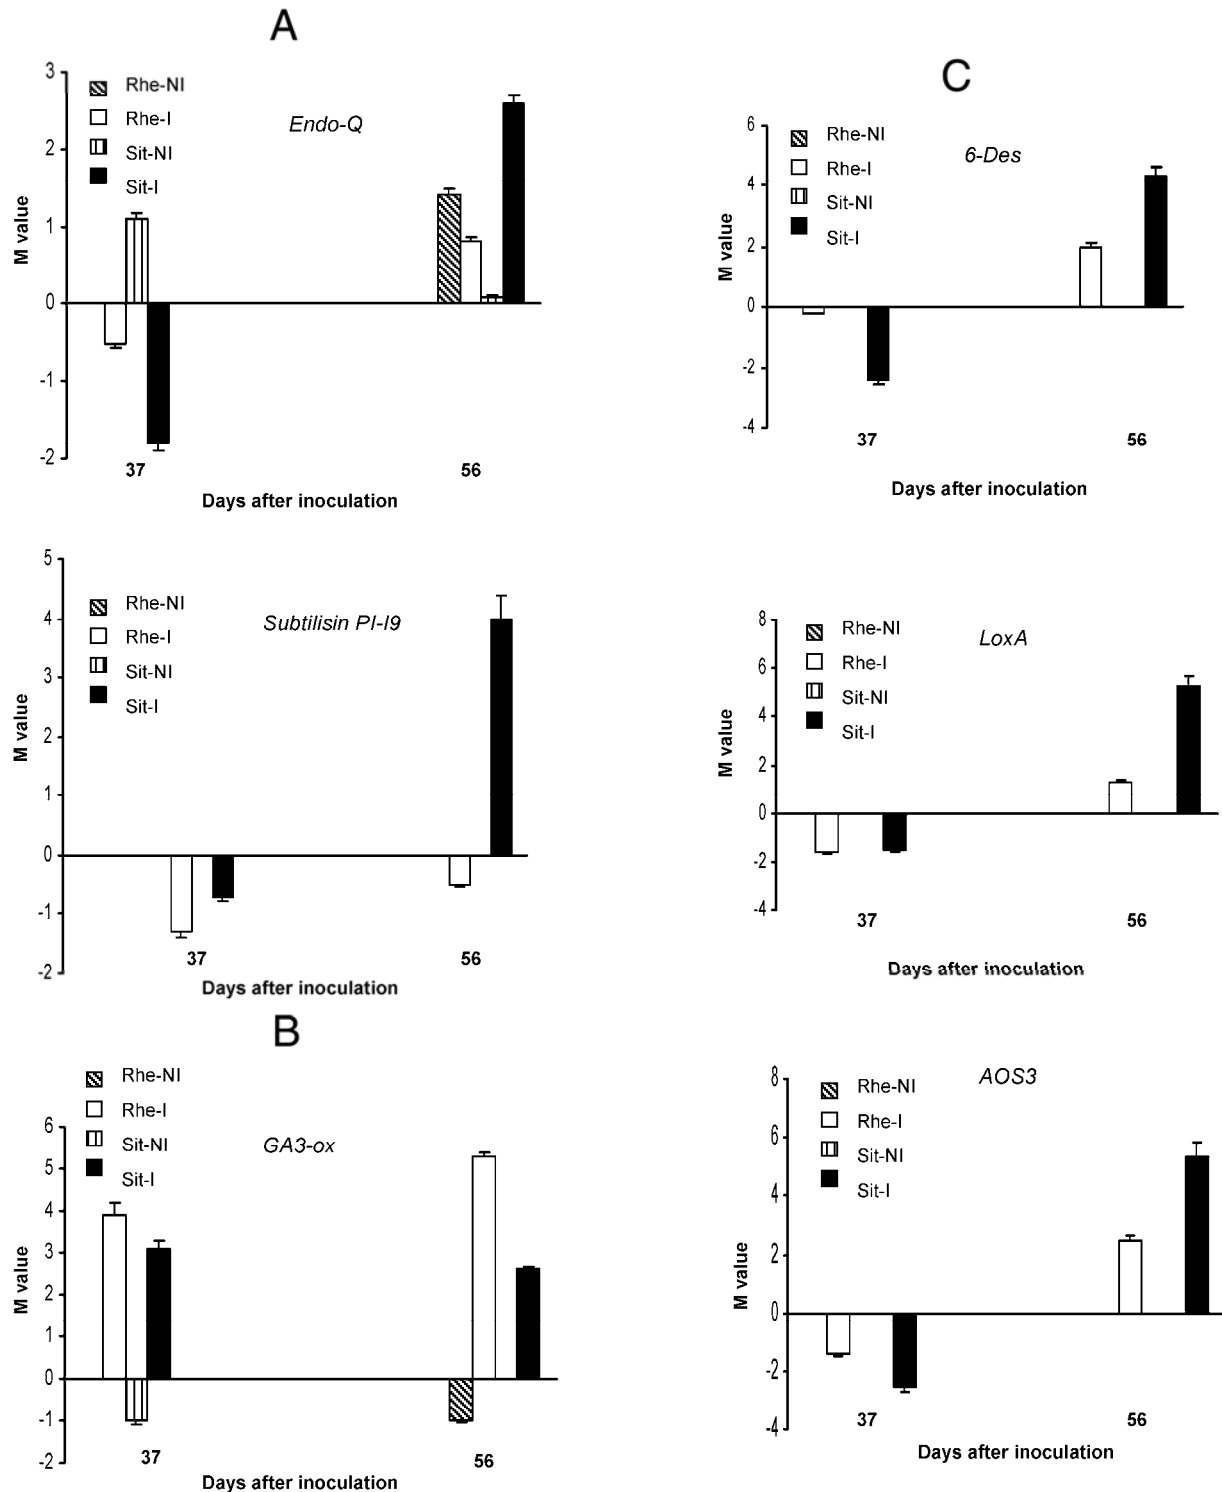 A
3
2
1
0
-1
-2
M value
Rhe-NI
Rhe-I
Sit-NI
Sit-I
Endo-Q
37
56
Days after inoculation
5
4
3
2
1
0
-1
-2
M value
Rhe-NI
Rhe-I
Sit-NI
Sit-I
Subtilisin PI-I9
37
56
Days after inoculation
B
Rhe-NI
Rhe-I
Sit-NI
Sit-I
GA3-ox
6
5
4
3
2
1
0
-1
-2
M value
37
56
Days after inoculation
C
6
4
2
0
-2
-4
M value
Rhe-NI
Rhe-I
Sit-NI
Sit-I
6-Des
37
56
Days after inoculation
8
6
4
2
0
-2
-4
M value
Rhe-NI
Rhe-I
Sit-NI
Sit-I
LoxA
37
56
Days after inoculation
8
6
4
2
0
-2
-4
M value
Rhe-NI
Rhe-I
Sit-NI
Sit-I
AOS3
37
56
Days after inoculation